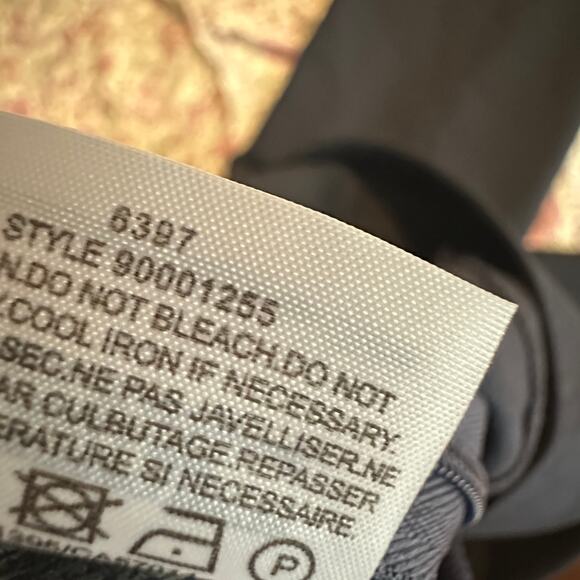 6397
STYLE 90001255
N.DO NOT BLEACH.DO NOT
.COOL IRON IF NECESSARY.
SEC.NE PAS JAVELLISER.NE
AR CULBUTAGE.REPASSER
ERATURE SI NECESSAIRE.
P